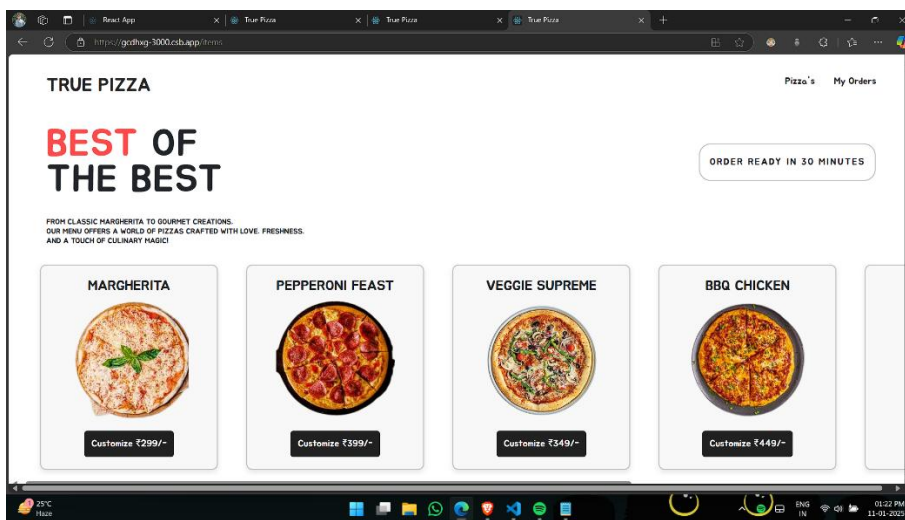 React App
True Pizza
True Pizza
True Pizza
https://gcdhxg-3000.csb.app/items
TRUE PIZZA
Pizza's
My Orders
BEST OF
THE BEST
ORDER READY IN 30 MINUTES
FROM CLASSIC MARGHERITA TO GOURMET CREATIONS.
OUR MENU OFFERS A WORLD OF PIZZAS CRAFTED WITH LOVE. FRESHNESS.
AND A TOUCH OF CULINARY MAGIC!
MARGHERITA
PEPPERONI FEAST
VEGGIE SUPREME
BBQ CHICKEN
Customize ₹299/-
Customize ₹399/-
Customize ₹349/-
Customize ₹449/-
25°C
Haze
ENG
IN
01:22 PM
11-01-2025